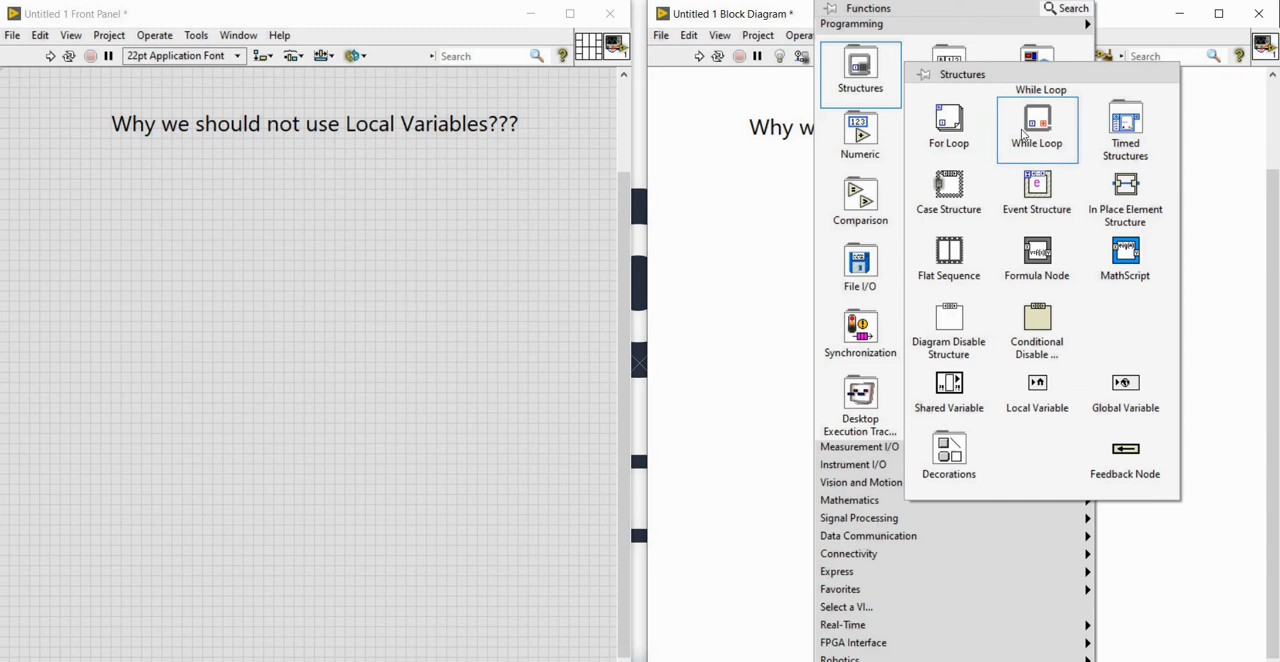 Untitled 1 Front Panel *
File Edit View Project Operate Tools Window Help
22pt Application Font
Search
Why we should not use Local Variables???
Untitled 1 Block Diagram *
File Edit View Project Opera
Search
Why w
Functions
Search
Programming
Structures
Numeric
Comparison
File I/O
Synchronization
Desktop
Execution Trac...
Measurement I/O
Instrument I/O
Vision and Motion
Mathematics
Signal Processing
Data Communication
Connectivity
Express
Favorites
Select a VI...
Real-Time
FPGA Interface
Robotics
Structures
While Loop
For Loop
While Loop
Timed
Structures
Case Structure
Event Structure
In Place Element
Structure
Flat Sequence
Formula Node
MathScript
Diagram Disable
Structure
Conditional
Disable ...
Shared Variable
Local Variable
Global Variable
Decorations
Feedback Node